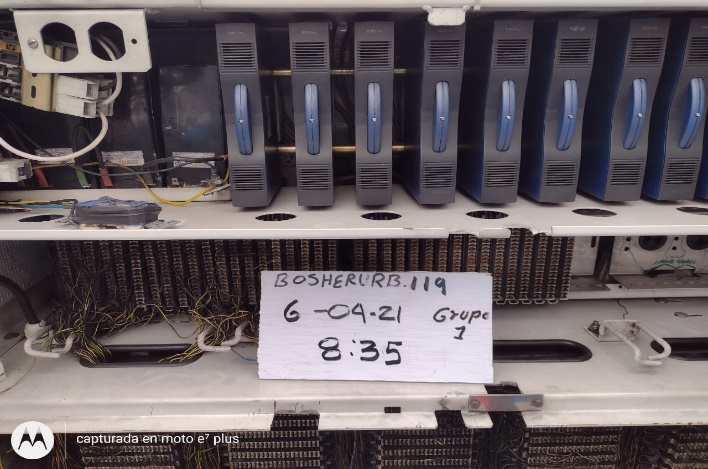 BOSHERURB.119
6-04-21 Grupo
1
8:35
capturada en moto e⁷ plus